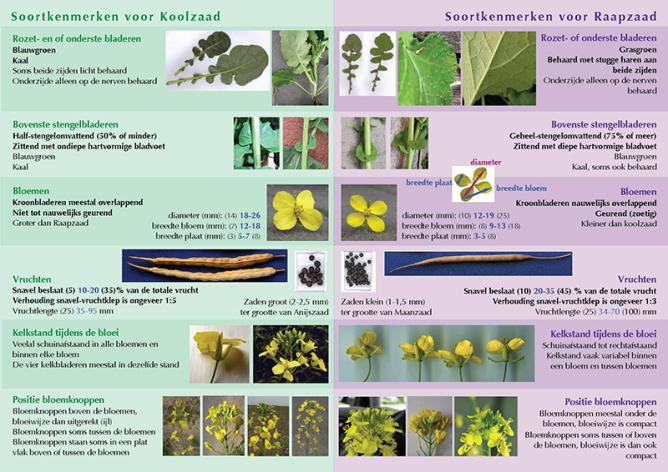 Soortkenmerken voor Koolzaad
Rozet- en of onderste bladeren
Blauwgroen
Kaal
Soms beide zijden licht behaard
Onderzijde alleen op de nerven behaard
Bovenste stengelbladeren
Half-stengelomvattend (50% of minder)
Zittend met ondiepe hartvormige bladvoet
Blauwgroen
Kaal
Bloemen
Kroonbladeren meestal overlappend
Niet tot nauwelijks geurend
Groter dan Raapzaad
diameter (mm): (14) 18-26
breedte bloem (mm): (7) 12-18
breedte plaat (mm): (3) 5-7 (8)
Vruchten
Snavel beslaat (5) 10-20 (35)% van de totale vrucht
Verhouding snavel-vruchtklep is ongeveer 1:5
Vruchtlengte (25) 35-95 mm
Zaden groot (2-2,5 mm)
ter grootte van Anijszaad
Kelkstand tijdens de bloei
Veelal schuinafstaand in alle bloemen en
binnen elke bloem
De vier kelkbladeren meestal in dezelfde stand
Positie bloemknoppen
Bloemknoppen boven de bloemen,
bloeiwijze dan uitgerekt (ijl)
Bloemknoppen soms tussen de bloemen
Bloemknoppen staan soms in een plat
vlak boven of tussen de bloemen
Soortkenmerken voor Raapzaad
Rozet- of onderste bladeren
Grasgroen
Behaard met stugge haren aan
beide zijden
Onderzijde alleen op de nerven
behaard
Bovenste stengelbladeren
Geheel-stengelomvattend (75% of meer)
Zittend met diepe hartvormige bladvoet
Blauwgroen
Kaal, soms ook behaard
diameter
breedte plaat
breedte bloem
Bloemen
Kroonbladeren nauwelijks overlappend
Geurend (zoetig)
Kleiner dan koolzaad
diameter (mm): (10) 12-19 (25)
breedte bloem (mm): (8) 9-13 (18)
breedte plaat (mm): 3-5 (8)
Vruchten
Snavel beslaat (10) 20-35 (45) % van de totale vrucht
Verhouding snavel-vruchtklep is ongeveer 1:3
Vruchtlengte (25) 34-70 (100) mm
Zaden klein (1-1,5 mm)
ter grootte van Maanzaad
Kelkstand tijdens de bloei
Schuinafstaand tot rechtafstaand
Kelkstand vaak variabel binnen
een bloem en tussen bloemen
Positie bloemknoppen
Bloemknoppen meestal onder de
bloemen, bloeiwijze is compact
Bloemknoppen soms tussen of boven
de bloemen, bloeiwijze is dan ook
compact